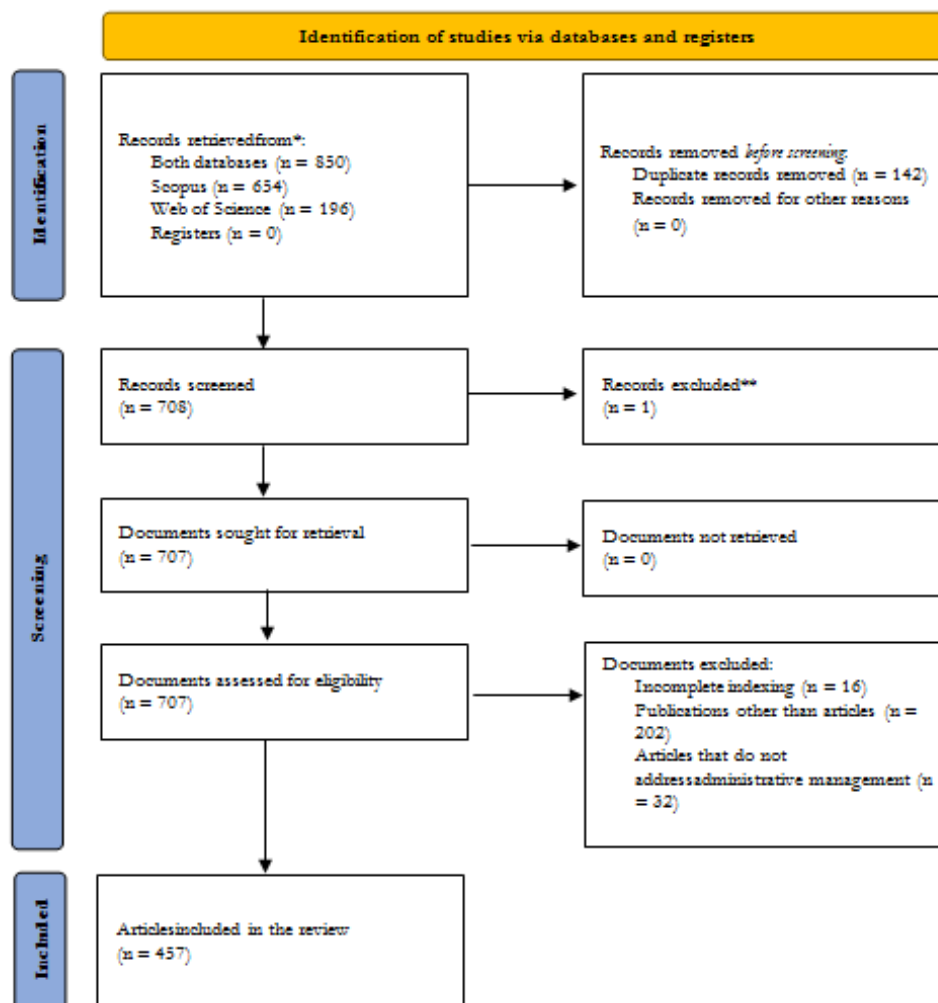 Identification of studies via databases and registers
Identification
Records retrievedfrom*:
Both databases (n = 850)
Scopus (n = 654)
Web of Science (n = 196)
Registers (n = 0)
Records removed before screening:
Duplicate records removed (n = 142)
Records removed for other reasons
(n = 0)
Screening
Records screened
(n = 708)
Records excluded**
(n = 1)
Documents sought for retrieval
(n = 707)
Documents not retrieved
(n = 0)
Documents assessed for eligibility
(n = 707)
Documents excluded:
Incomplete indexing (n = 16)
Publications other than articles (n =
202)
Articles that do not
addressadministrative management (n
= 32)
Included
Articlesincluded in the review
(n = 457)